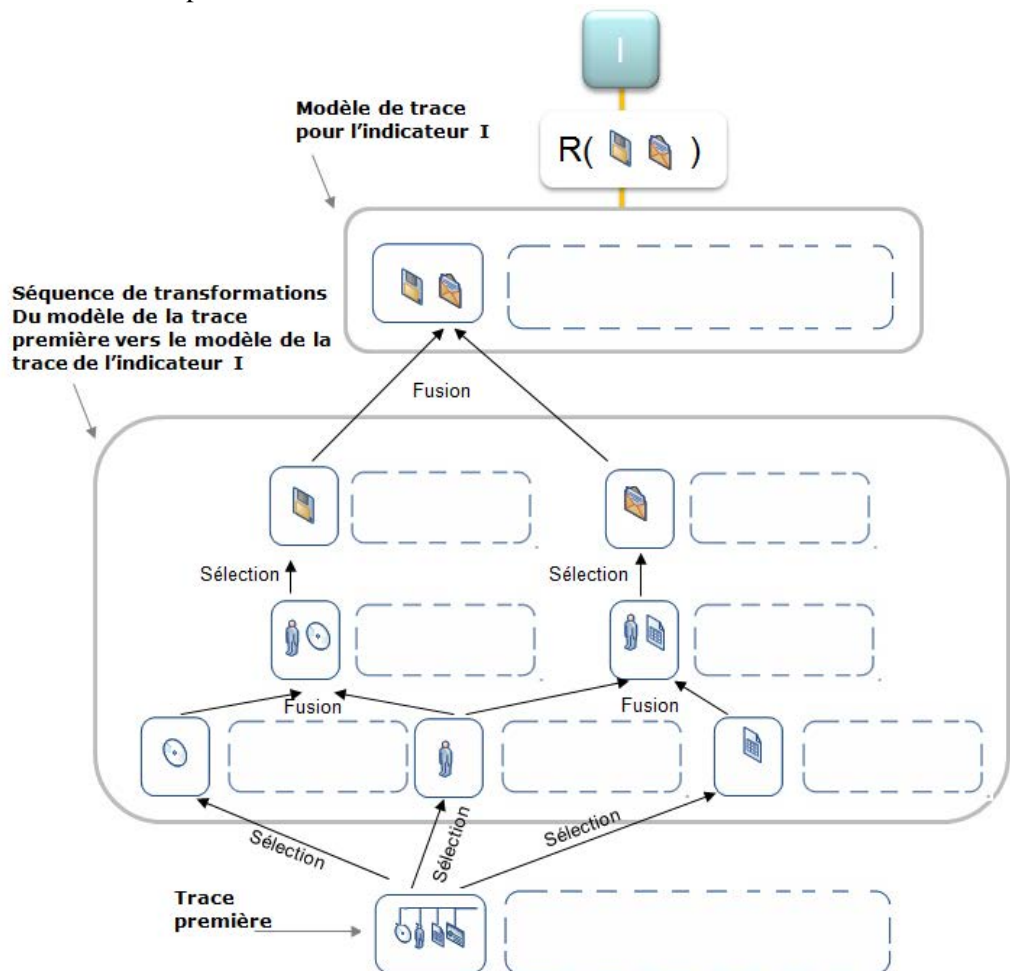 I
Modèle de trace
pour l'indicateur I
R( )
Séquence de transformations
Du modèle de la trace
première vers le modèle de la
trace de l'indicateur I
Fusion
Sélection
Sélection
Fusion
Fusion
Sélection
Sélection
Sélection
Trace
première